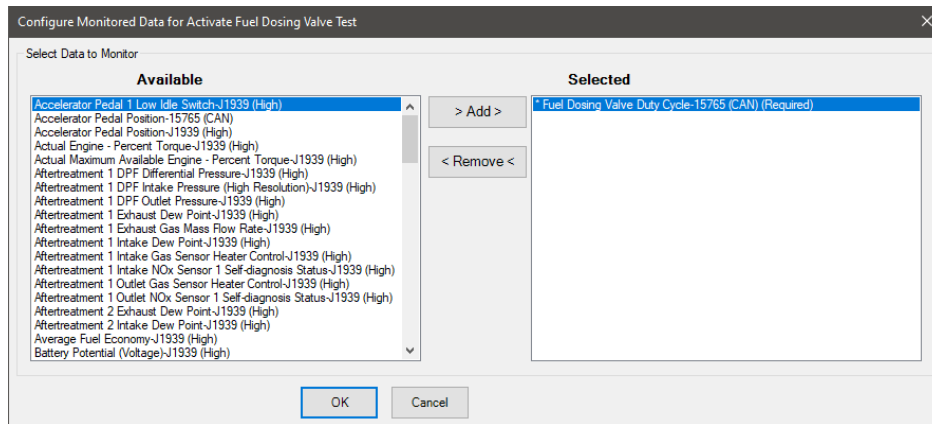 Configure Monitored Data for Activate Fuel Dosing Valve Test
Select Data to Monitor
Available
Accelerator Pedal 1 Low Idle Switch-J1939 (High)
Accelerator Pedal Position-15765 (CAN)
Accelerator Pedal Position-J1939 (High)
Actual Engine - Percent Torque-J1939 (High)
Actual Maximum Available Engine - Percent Torque-J1939 (High)
Aftertreatment 1 DPF Differential Pressure-J1939 (High)
Aftertreatment 1 DPF Intake Pressure (High Resolution)-J1939 (High)
Aftertreatment 1 DPF Outlet Pressure-J1939 (High)
Aftertreatment 1 Exhaust Dew Point-J1939 (High)
Aftertreatment 1 Exhaust Gas Mass Flow Rate-J1939 (High)
Aftertreatment 1 Intake Dew Point-J1939 (High)
Aftertreatment 1 Intake Gas Sensor Heater Control-J1939 (High)
Aftertreatment 1 Intake NOx Sensor 1 Self-diagnosis Status-J1939 (High)
Aftertreatment 1 Outlet Gas Sensor Heater Control-J1939 (High)
Aftertreatment 1 Outlet NOx Sensor 1 Self-diagnosis Status-J1939 (High)
Aftertreatment 2 Exhaust Dew Point-J1939 (High)
Aftertreatment 2 Intake Dew Point-J1939 (High)
Average Fuel Economy-J1939 (High)
Battery Potential (Voltage)-J1939 (High)
> Add >
< Remove <
Selected
* Fuel Dosing Valve Duty Cycle-15765 (CAN) (Required)
OK
Cancel